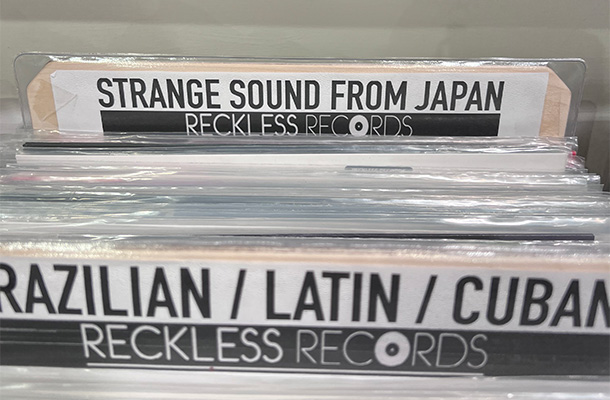 STRANGE SOUND FROM JAPAN
RECKLESS RECORDS
RAZILIAN / LATIN / CUBAN
RECKLESS RECORDS